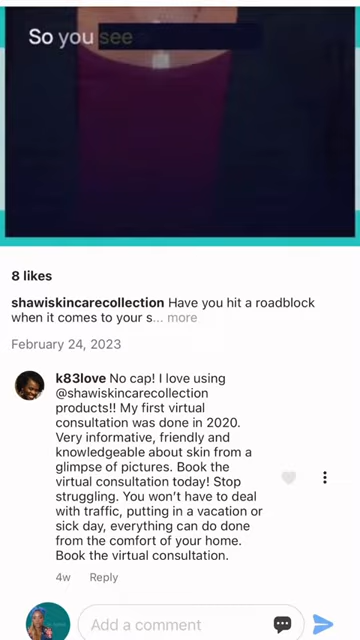 So you see
8 likes
shawiskincarecollection Have you hit a roadblock
when it comes to your s... more
February 24, 2023
k83love No cap! I love using
@shawiskincarecollection
products!! My first virtual
consultation was done in 2020.
Very informative, friendly and
knowledgeable about skin from a
glimpse of pictures. Book the
virtual consultation today! Stop
struggling. You won't have to deal
with traffic, putting in a vacation or
sick day, everything can do done
from the comfort of your home.
Book the virtual consultation.
4w Reply
Add a comment